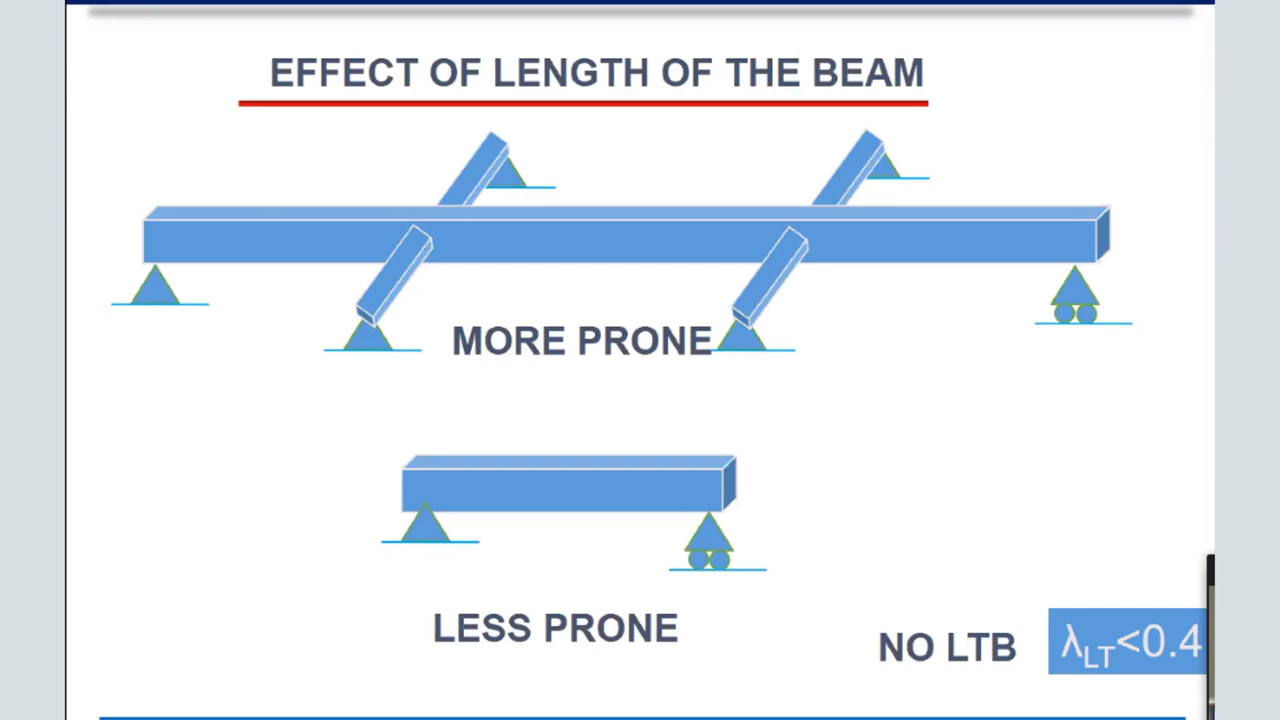 EFFECT OF LENGTH OF THE BEAM
MORE PRONE
LESS PRONE
NO LTB
λLT<0.4